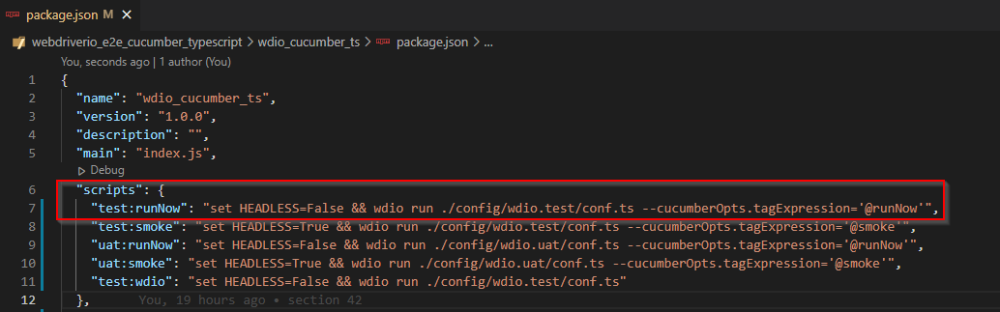 package.json M
webdriverio_e2e_cucumber_typescript > wdio_cucumber_ts > package.json > ...
You, seconds ago | 1 author (You)
1 {
2 "name": "wdio_cucumber_ts",
3 "version": "1.0.0",
4 "description": "",
5 "main": "index.js",
Debug
6 "scripts": {
7 "test:runNow": "set HEADLESS=False && wdio run ./config/wdio.test/conf.ts --cucumberOpts.tagExpression='@runNow'",
8 "test:smoke": "set HEADLESS=True && wdio run ./config/wdio.test/conf.ts --cucumberOpts.tagExpression='@smoke'",
9 "uat:runNow": "set HEADLESS=False && wdio run ./config/wdio.uat/conf.ts --cucumberOpts.tagExpression='@runNow'",
10 "uat:smoke": "set HEADLESS=True && wdio run ./config/wdio.uat/conf.ts --cucumberOpts.tagExpression='@smoke'",
11 "test:wdio": "set HEADLESS=False && wdio run ./config/wdio.test/conf.ts"
12 }, You, 19 hours ago • section 42